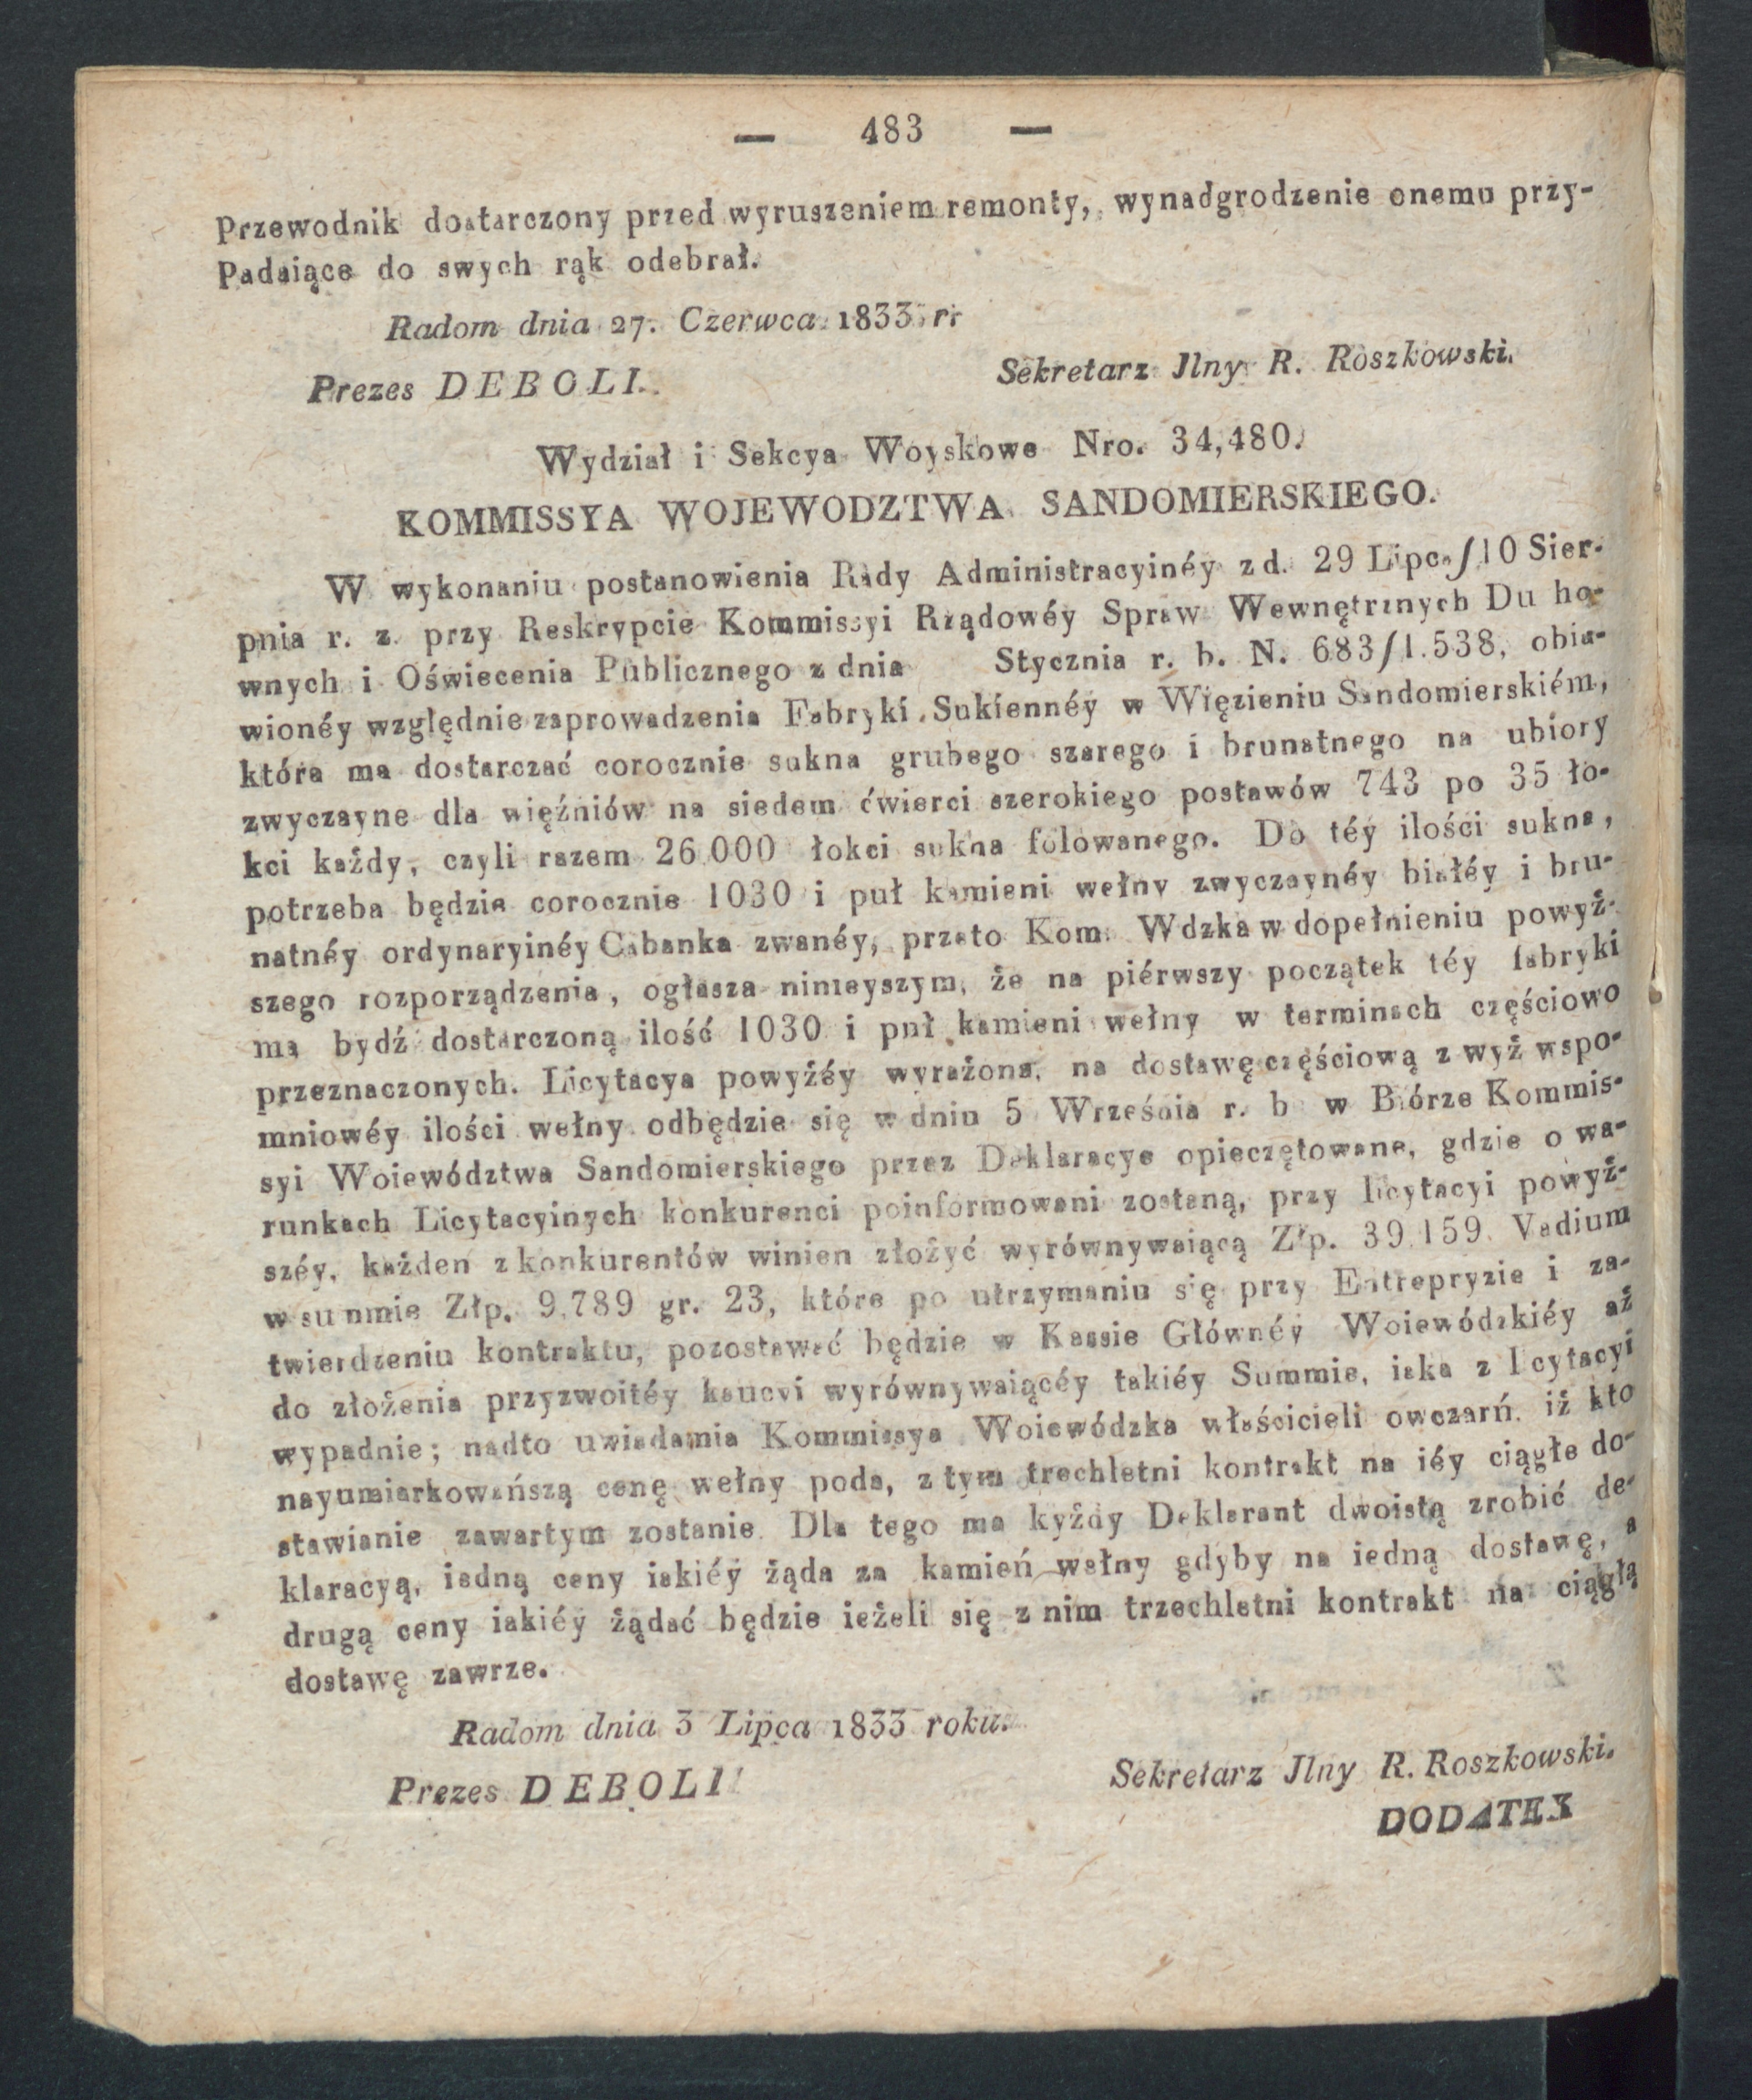 — 483 —
Przewodnik dostarczony przed wyruszeniem remonty, wynadgrodzenie onemu przy-
Padaiące do swych rąk odebrał.
Radom dnia 27. Czerwca 1833 r.
Prezes DEBOLI. Sekretarz Jlny R. Roszkowski.
Wydział i Sekcya Woyskowe Nro. 34,480.
KOMMISSYA WOJEWODZTWA SANDOMIERSKIEGO.
W wykonaniu postanowienia Rady Administracyinéy z d. 29 Lipca/10 Sier-
pnia r. z. przy Reskrypcie Kommissyi Rządowéy Spraw Wewnętrznych Du ho-
wnych i Oświecenia Publicznego z dnia Stycznia r. b. N. 683/1.538, obia-
wionéy względnie zaprowadzenia Fabryki Sukiennéy w Więzieniu Sandomierskiém,
która ma dostarczać corocznie sukna grubego szarego i brunatnego na ubiory
zwyczayne dla więźniów na siedem ćwierci szerokiego postawów 743 po 35 ło-
kci każdy, czyli razem 26,000 łokci sukna folowanego. Do téy ilości sukna,
potrzeba będzie corocznie 1030 i puł kamieni wełny zwyczaynéy białéy i bru-
natnéy ordynaryinéy Cabanka zwanéy, przeto Kom: Wdzka w dopełnieniu powyż-
szego rozporządzenia, ogłasza ninieyszym, że na piérwszy początek téy fabryki
ma bydź dostarczoną ilość 1030 i puł kamieni wełny w terminach częściowo
przeznaczonych. Licytacya powyżéy wyrażona, na dostawę częściową z wyż wspo-
mniowéy ilości wełny odbędzie się w dniu 5 Września r. b w Biórze Kommis-
syi Woiewództwa Sandomierskiego przez Deklaracye opieczętowane, gdzie o wa-
runkach Licytacyinych konkurenci poinformowani zostaną, przy licytacyi powyż-
széy, każden z konkurentów winien złożyć wyrównywaiącą Złp. 39,159 Vadium
w summie Złp. 9,789 gr. 23, które po utrzymaniu się przy Entrepryzie i za-
twierdzeniu kontraktu, pozostawać będzie w Kassie Głównéy Woiewódzkiéy aż
do złożenia przyzwoitéy kaucyi wyrównywaiącéy takiéy Summie, iaka z Licytacyi
wypadnie; nadto uwiadamia Kommissya Woiewódzka właścicieli owczarń, iż kto
nayumiarkowańszą cenę wełny poda, z tym trechletni kontrakt na iéy ciągłe do-
stawianie zawartym zostanie. Dla tego ma kyżdy Deklarant dwoistą zrobić de-
klaracyą, iedną ceny iakiéy żąda za kamień wełny gdyby na iedną dostawę, a
drugą ceny iakiéy żądać będzie ieżeli się z nim trzechletni kontrakt na ciągłą
dostawę zawrze.
Radom dnia 3 Lipca 1833 roku.
Prezes DEBOLI Sekretarz Jlny R. Roszkowski.
DODATEK